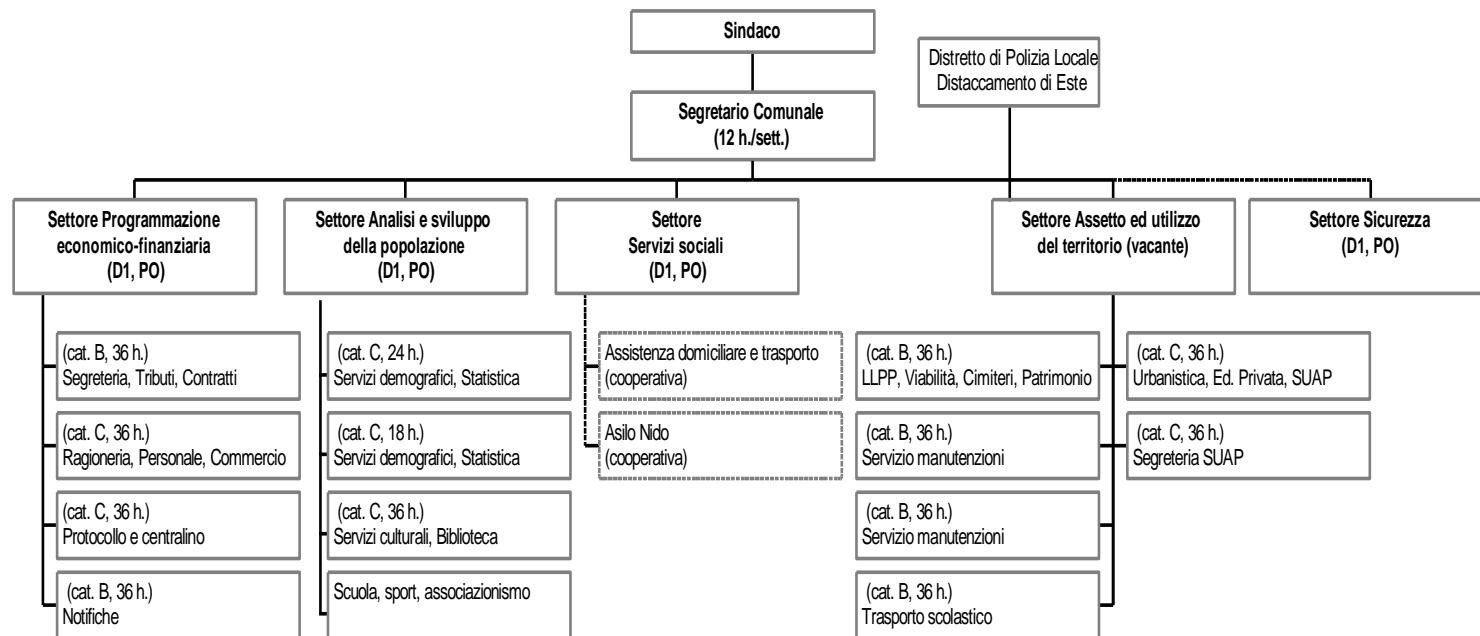 Sindaco
Distretto di Polizia Locale
Distaccamento di Este
Segretario Comunale
(12 h./sett.)
Settore Programmazione
economico-finanziaria
(D1, PO)
Settore Analisi e sviluppo
della popolazione
(D1, PO)
Settore
Servizi sociali
(D1, PO)
Settore Assetto ed utilizzo
del territorio (vacante)
Settore Sicurezza
(D1, PO)
(cat. B, 36 h.)
Segreteria, Tributi, Contratti
(cat. C, 36 h.)
Ragioneria, Personale, Commercio
(cat. C, 36 h.)
Protocollo e centralino
(cat. B, 36 h.)
Notifiche
(cat. C, 24 h.)
Servizi demografici, Statistica
(cat. C, 18 h.)
Servizi demografici, Statistica
(cat. C, 36 h.)
Servizi culturali, Biblioteca
Scuola, sport, associazionismo
Assistenza domiciliare e trasporto
(cooperativa)
Asilo Nido
(cooperativa)
(cat. B, 36 h.)
LLPP, Viabilità, Cimiteri, Patrimonio
(cat. B, 36 h.)
Servizio manutenzioni
(cat. B, 36 h.)
Servizio manutenzioni
(cat. B, 36 h.)
Trasporto scolastico
(cat. C, 36 h.)
Urbanistica, Ed. Privata, SUAP
(cat. C, 36 h.)
Segreteria SUAP